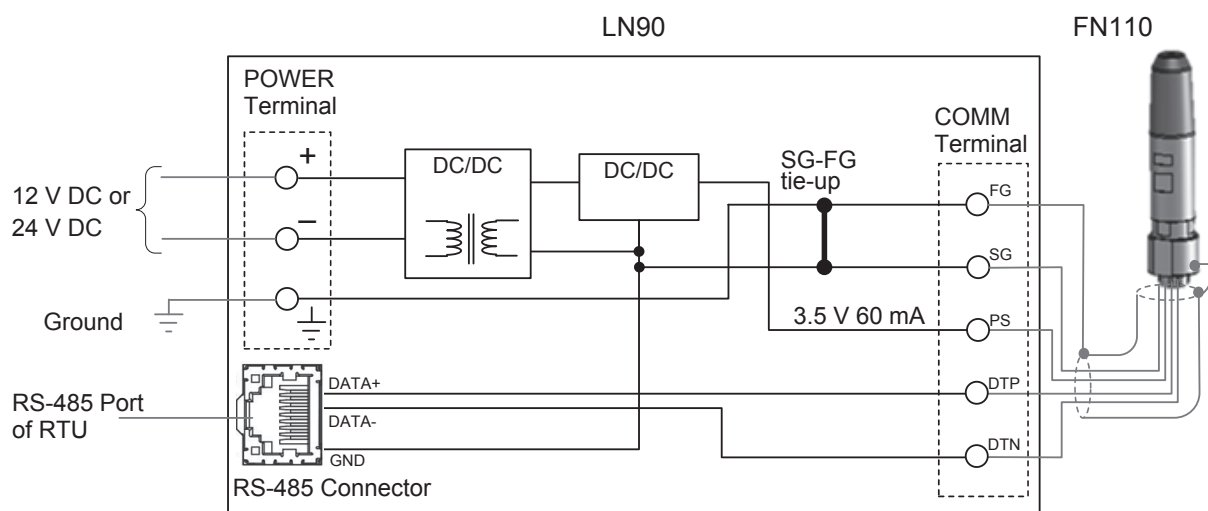 LN90
FN110
POWER
Terminal
+
−
12 V DC or
24 V DC
Ground
DC/DC
DC/DC
SG-FG
tie-up
3.5 V 60 mA
COMM
Terminal
FG
SG
PS
DTP
DTN
RS-485 Port
of RTU
DATA+
DATA-
GND
RS-485 Connector